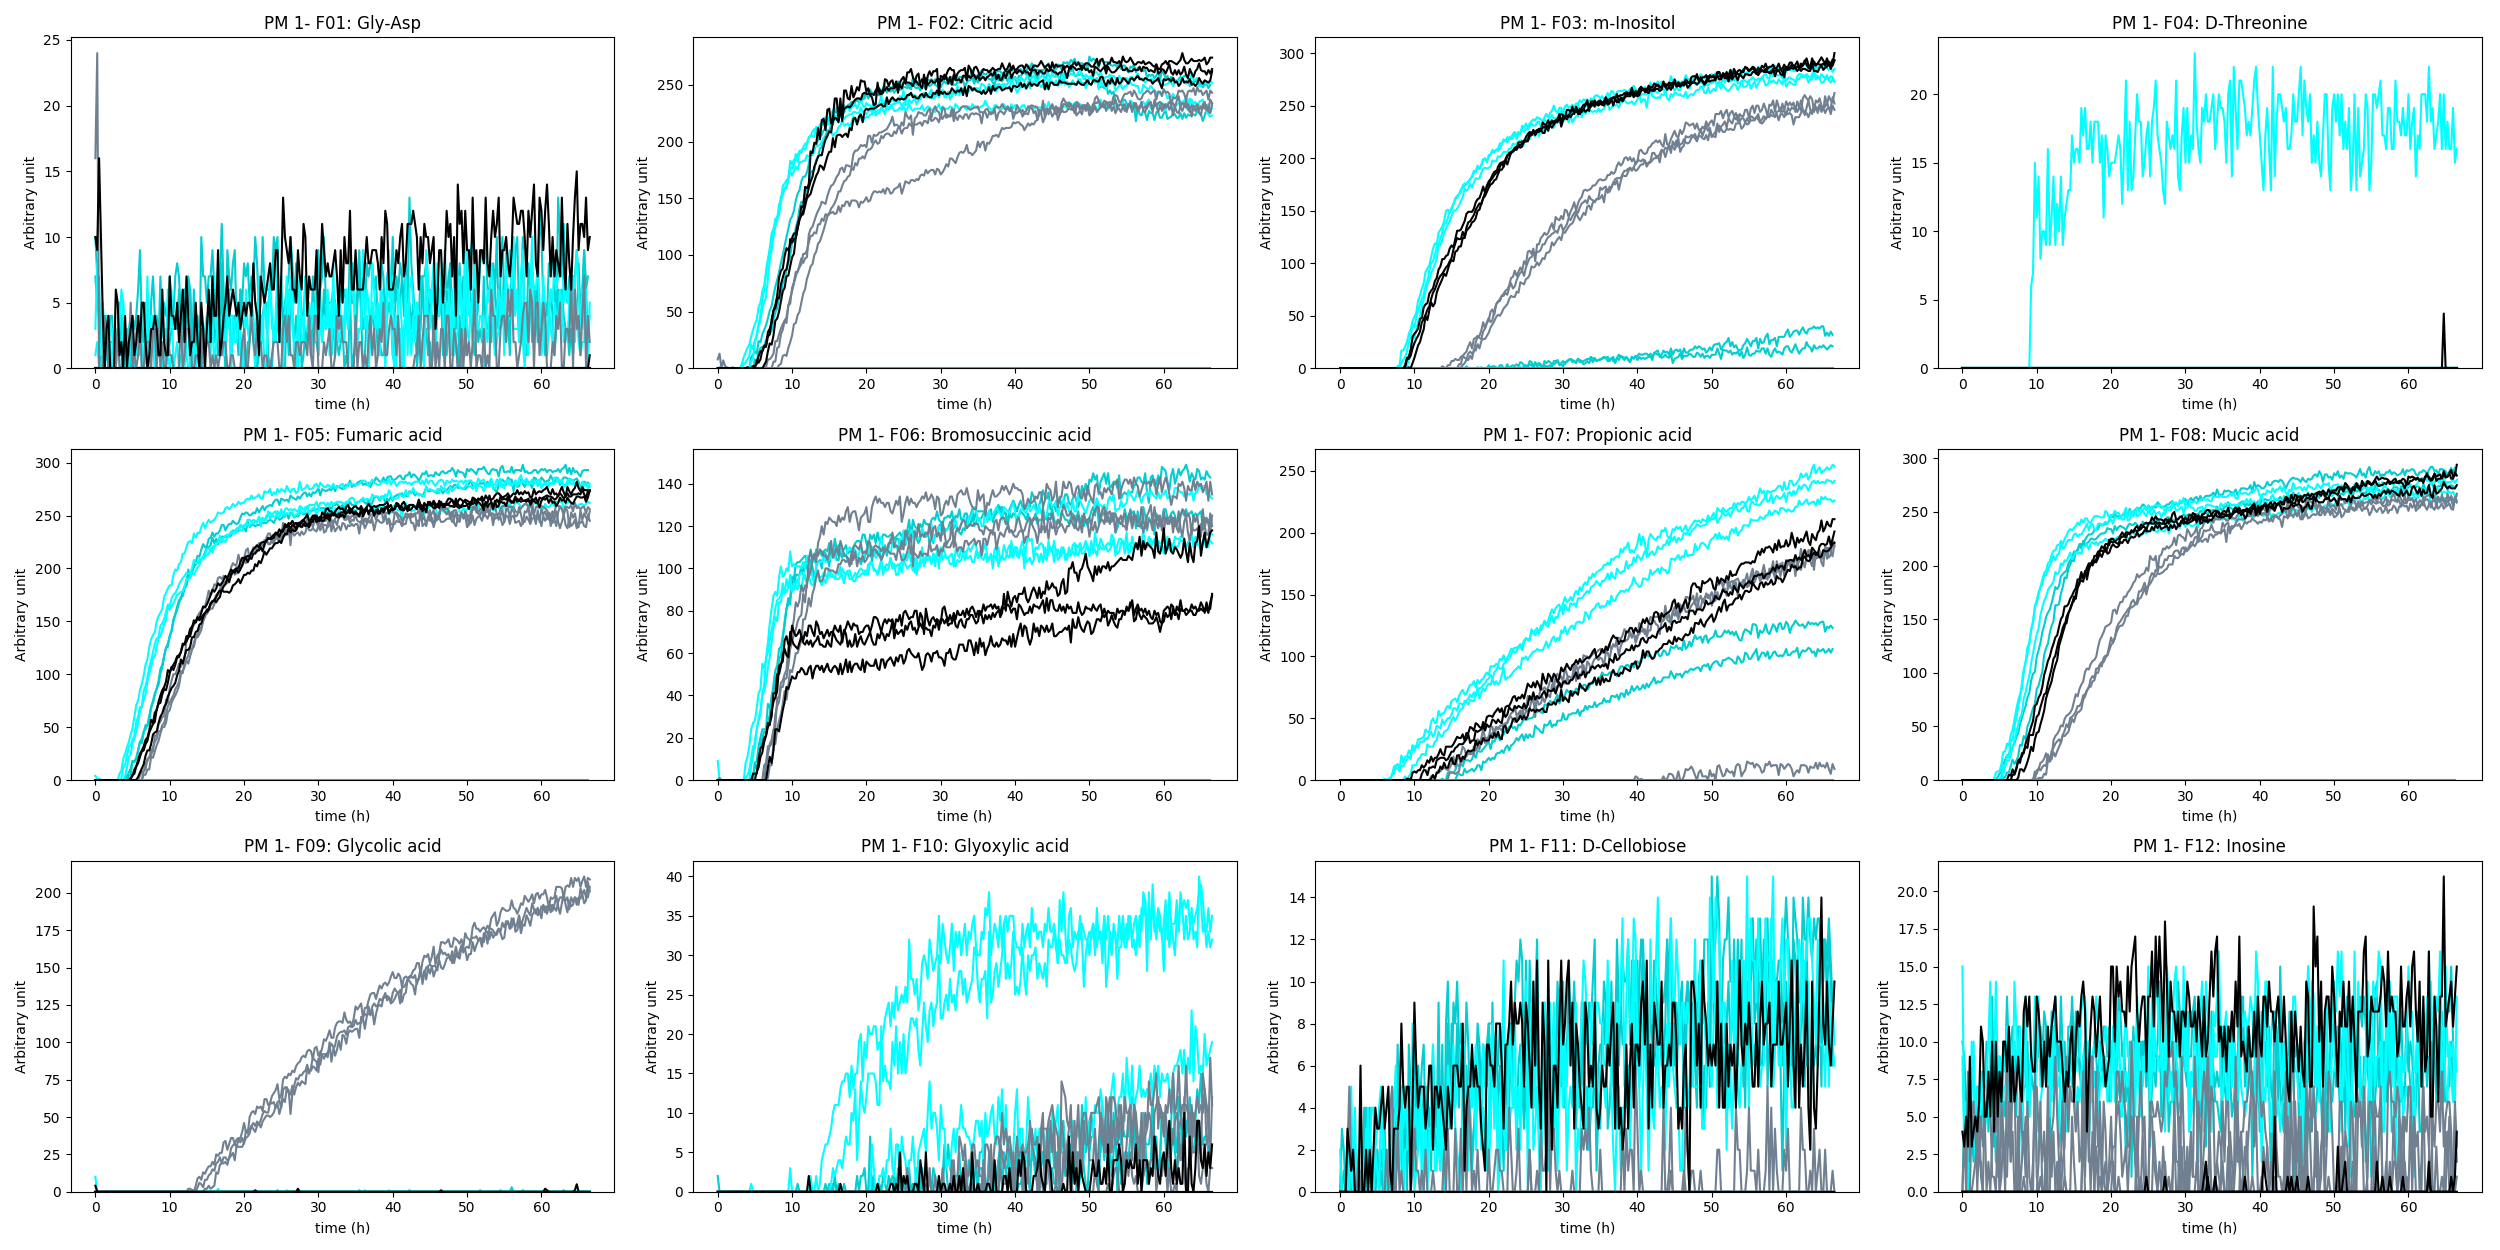 PM 1- F01: Gly-Asp
PM 1- F02: Citric acid
PM 1- F03: m-Inositol
PM 1- F04: D-Threonine
Arbitrary unit
25
20
15
10
5
0
0 10 20 30 40 50 60
time (h)
Arbitrary unit
250
200
150
100
50
0
0 10 20 30 40 50 60
time (h)
Arbitrary unit
300
250
200
150
100
50
0
0 10 20 30 40 50 60
time (h)
Arbitrary unit
20
15
10
5
0
0 10 20 30 40 50 60
time (h)
PM 1- F05: Fumaric acid
PM 1- F06: Bromosuccinic acid
PM 1- F07: Propionic acid
PM 1- F08: Mucic acid
Arbitrary unit
300
250
200
150
100
50
0
0 10 20 30 40 50 60
time (h)
Arbitrary unit
140
120
100
80
60
40
20
0
0 10 20 30 40 50 60
time (h)
Arbitrary unit
250
200
150
100
50
0
0 10 20 30 40 50 60
time (h)
Arbitrary unit
300
250
200
150
100
50
0
0 10 20 30 40 50 60
time (h)
PM 1- F09: Glycolic acid
PM 1- F10: Glyoxylic acid
PM 1- F11: D-Cellobiose
PM 1- F12: Inosine
Arbitrary unit
200
175
150
125
100
75
50
25
0
0 10 20 30 40 50 60
time (h)
Arbitrary unit
40
35
30
25
20
15
10
5
0
0 10 20 30 40 50 60
time (h)
Arbitrary unit
14
12
10
8
6
4
2
0
0 10 20 30 40 50 60
time (h)
Arbitrary unit
20.0
17.5
15.0
12.5
10.0
7.5
5.0
2.5
0.0
0 10 20 30 40 50 60
time (h)